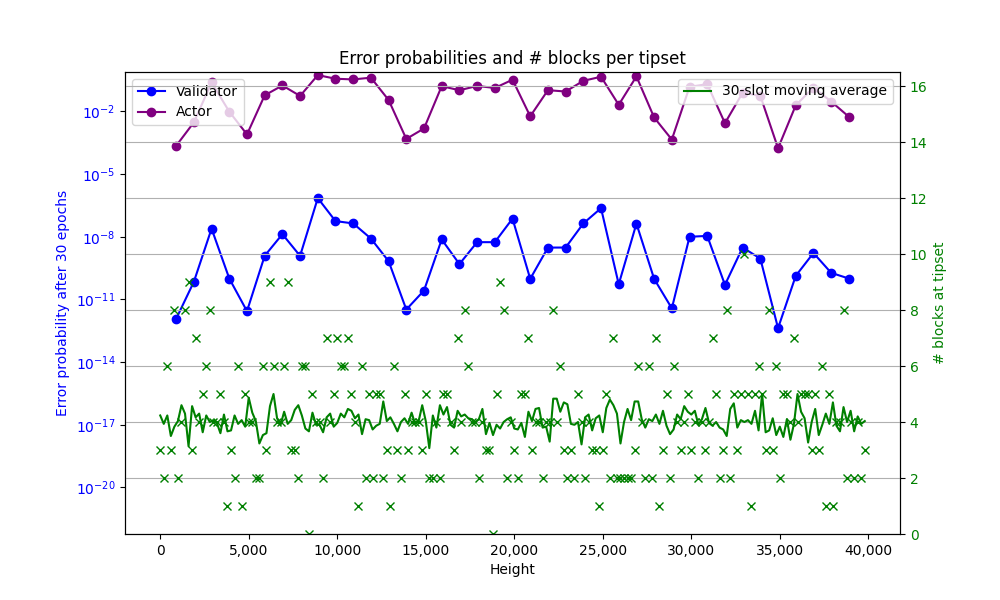 Error probabilities and # blocks per tipset
Validator
Actor
30-slot moving average
Error probability after 30 epochs
10⁻²
10⁻⁵
10⁻⁸
10⁻¹¹
10⁻¹⁴
10⁻¹⁷
10⁻²⁰
# blocks at tipset
16
14
12
10
8
6
4
2
0
0 5,000 10,000 15,000 20,000 25,000 30,000 35,000 40,000
Height